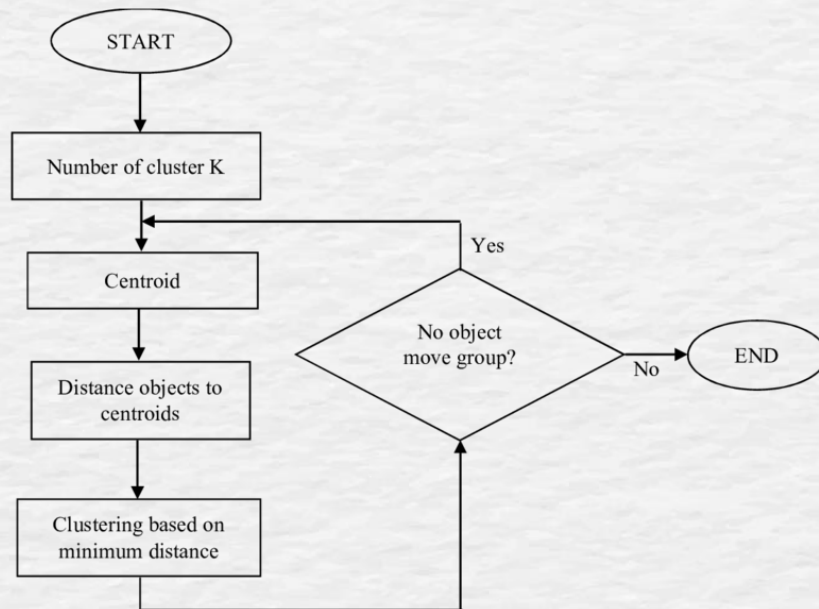 START
Number of cluster K
Centroid
Distance objects to
centroids
Clustering based on
minimum distance
Yes
No object
move group?
No
END